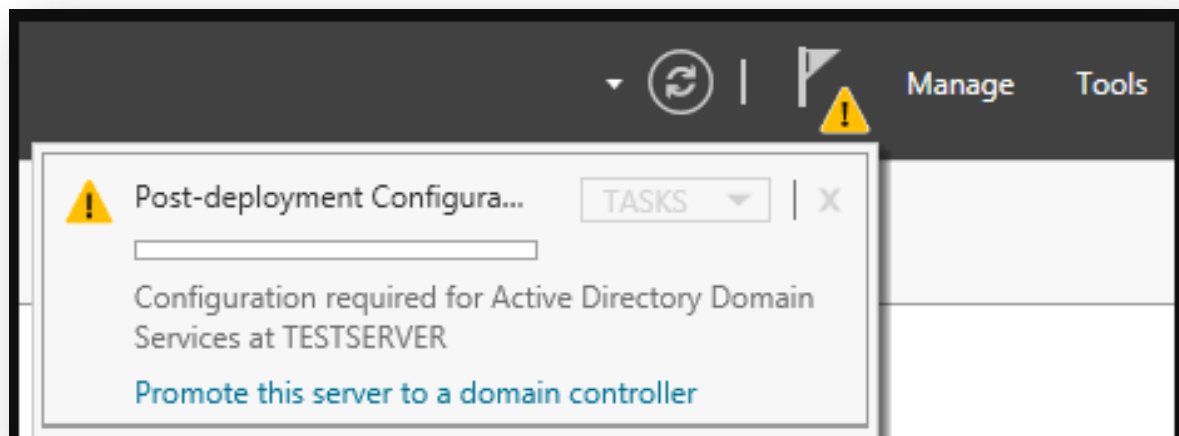 Manage Tools
Post-deployment Configura... TASKS X
Configuration required for Active Directory Domain
Services at TESTSERVER
Promote this server to a domain controller